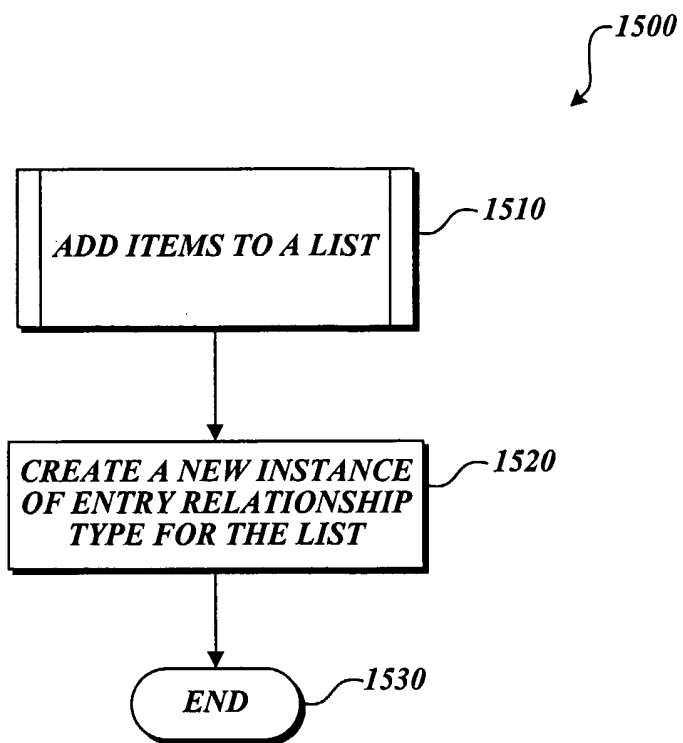 1500
ADD ITEMS TO A LIST
1510
CREATE A NEW INSTANCE
OF ENTRY RELATIONSHIP
TYPE FOR THE LIST
1520
END
1530